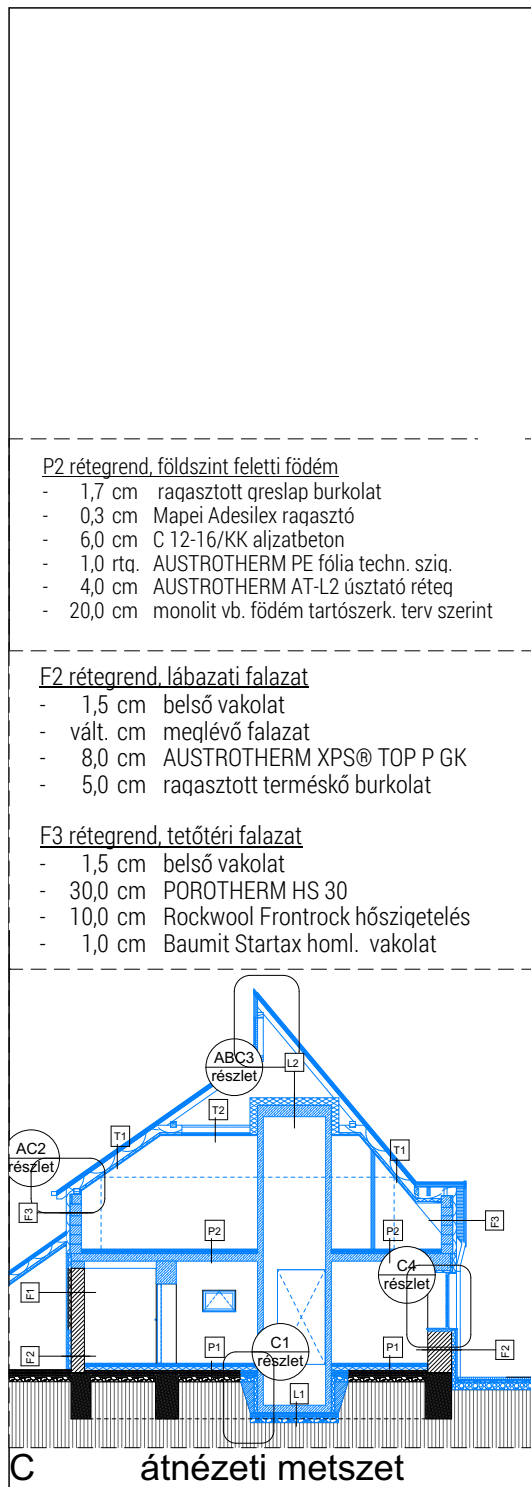 P2 rétegrend, földszint feletti födém
- 1,7 cm ragasztott greslap burkolat
- 0,3 cm Mapei Adesilex ragasztó
- 6,0 cm C 12-16/KK aljzatbeton
- 1,0 rtg. AUSTROTHERM PE fólia techn. szig.
- 4,0 cm AUSTROTHERM AT-L2 úsztató réteg
- 20,0 cm monolit vb. födém tartószerk. terv szerint
F2 rétegrend, lábazati falazat
- 1,5 cm belső vakolat
- vált. cm meglévő falazat
- 8,0 cm AUSTROTHERM XPS® TOP P GK
- 5,0 cm ragasztott terméskő burkolat
F3 rétegrend, tetőtéri falazat
- 1,5 cm belső vakolat
- 30,0 cm POROTHERM HS 30
- 10,0 cm Rockwool Frontrock hőszigetelés
- 1,0 cm Baumit Startax homl. vakolat
ABC3
részlet
L2
T2
T1
T1
AC2
részlet
F3
F3
P2
P2
C4
részlet
F1
C1
részlet
F2
P1
P1
F2
L1
C átnézeti metszet